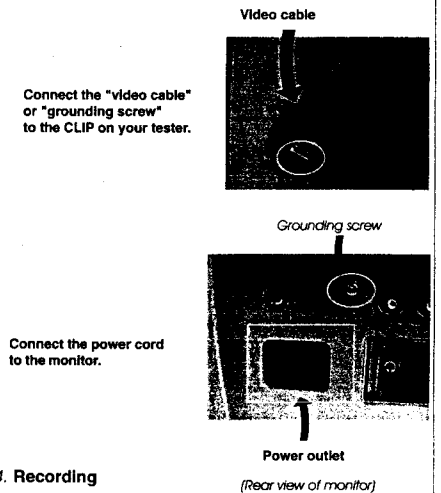 Video cable
Connect the "video cable"
or "grounding screw"
to the CLIP on your tester.
Grounding screw
Connect the power cord
to the monitor.
Power outlet
. Recording
(Rear view of monitor)